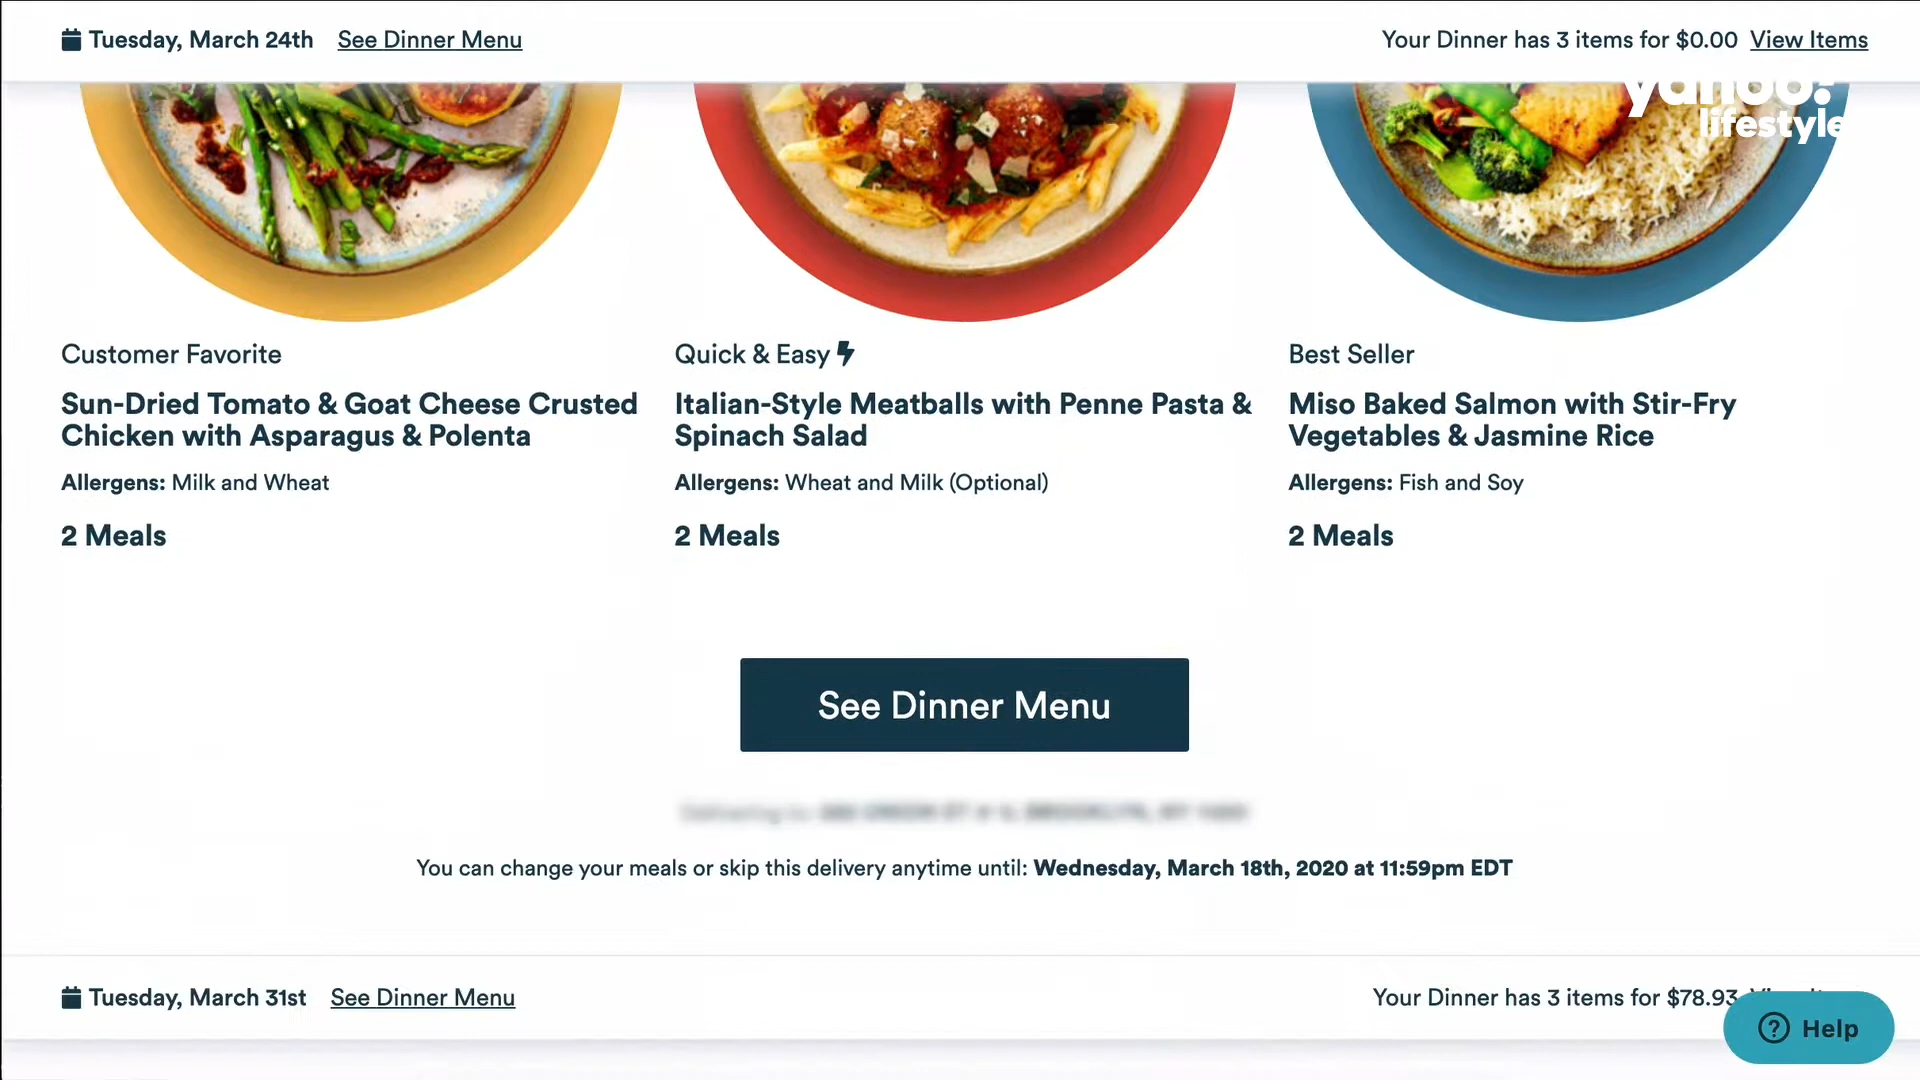 Tuesday, March 24th See Dinner Menu Your Dinner has 3 items for $0.00 View Items
yahoo!
lifestyle
Customer Favorite
Sun-Dried Tomato & Goat Cheese Crusted
Chicken with Asparagus & Polenta
Allergens: Milk and Wheat
2 Meals
Quick & Easy
Italian-Style Meatballs with Penne Pasta &
Spinach Salad
Allergens: Wheat and Milk (Optional)
2 Meals
Best Seller
Miso Baked Salmon with Stir-Fry
Vegetables & Jasmine Rice
Allergens: Fish and Soy
2 Meals
See Dinner Menu
You can change your meals or skip this delivery anytime until: Wednesday, March 18th, 2020 at 11:59pm EDT
Tuesday, March 31st See Dinner Menu Your Dinner has 3 items for $78.93
Help